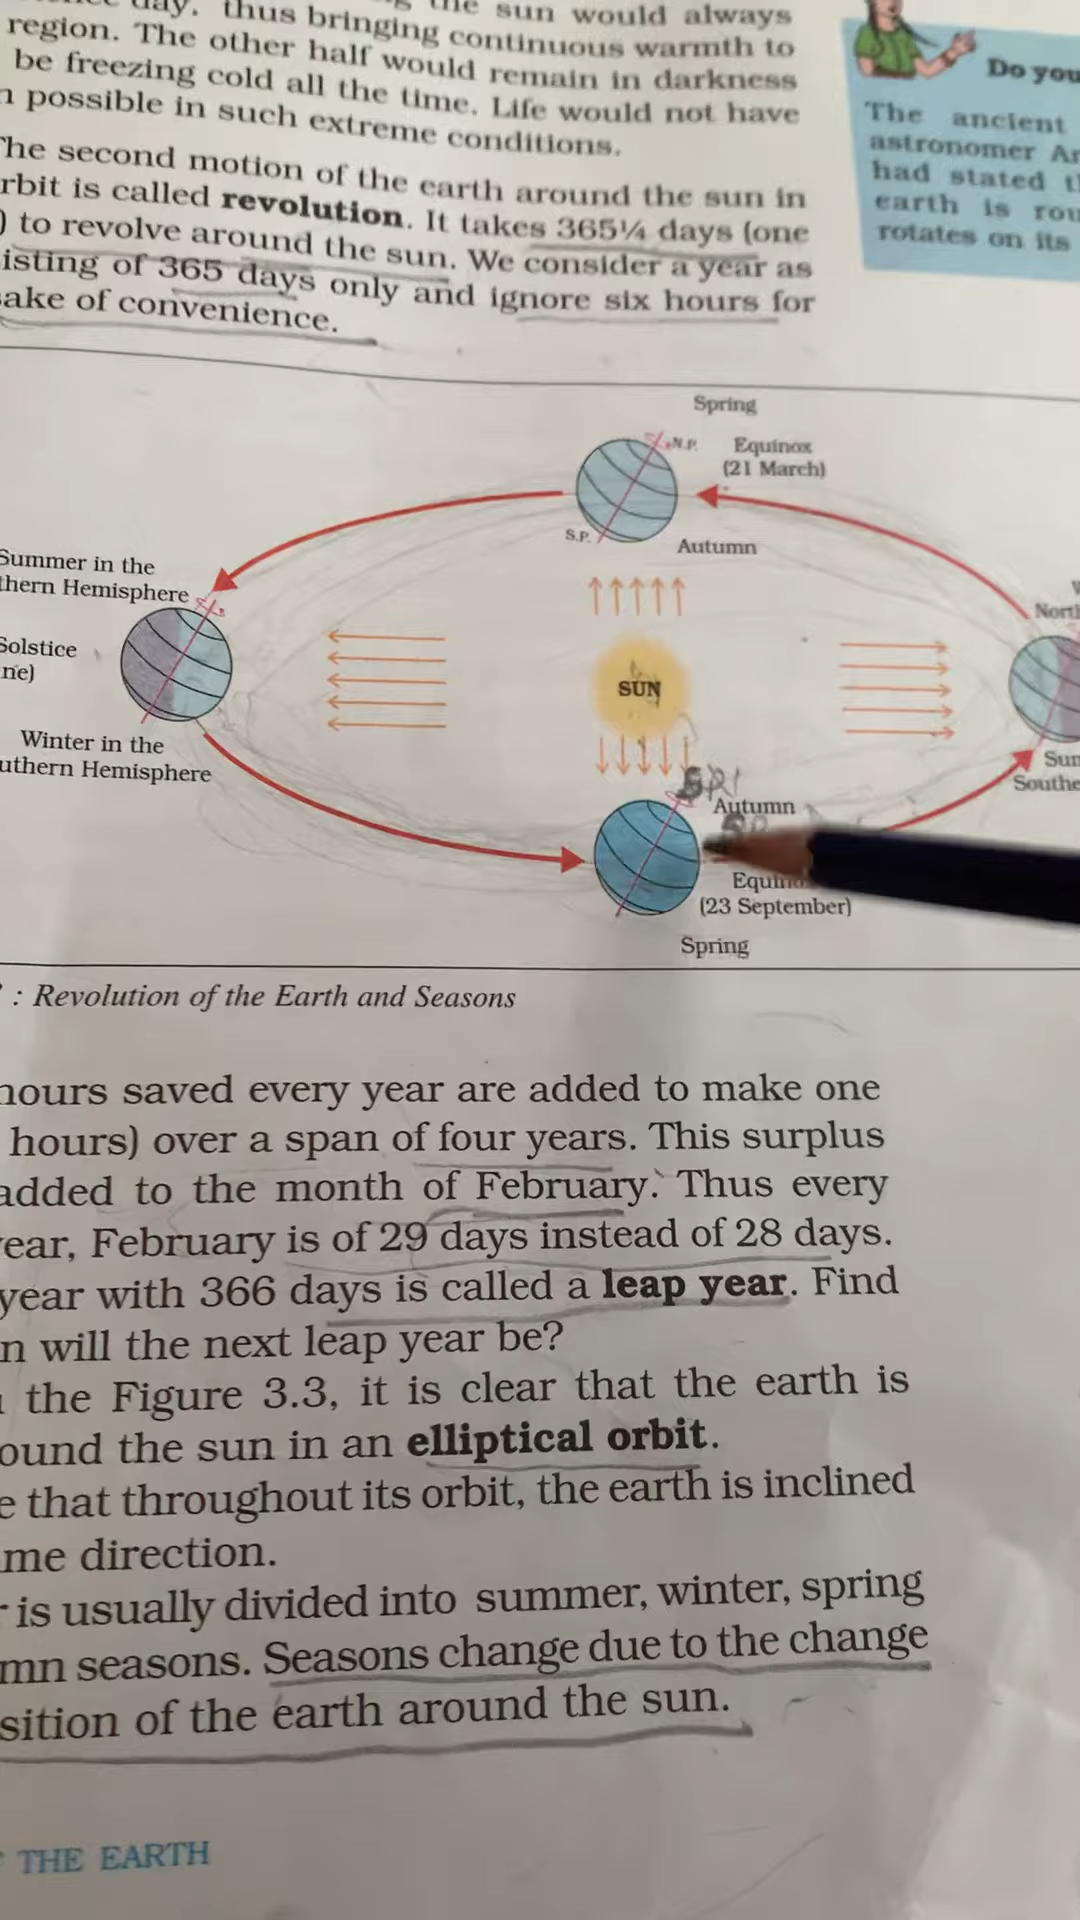 the sun would always
day, thus bringing continuous warmth to
region. The other half would remain in darkness
be freezing cold all the time. Life would not have
possible in such extreme conditions.
The second motion of the earth around the sun in
rbit is called revolution. It takes 365¼ days (one
) to revolve around the sun. We consider a year as
isting of 365 days only and ignore six hours for
sake of convenience.
Do you
The ancient
astronomer Ar
had stated t
earth is rou
rotates on its
Spring
N.P.
Equinox
(21 March)
S.P.
Autumn
Summer in the
thern Hemisphere
North
Solstice
ne)
SUN
Winter in the
uthern Hemisphere
Sum
Southe
Autumn
(23 September)
Spring
: Revolution of the Earth and Seasons
hours saved every year are added to make one
hours) over a span of four years. This surplus
added to the month of February. Thus every
ear, February is of 29 days instead of 28 days.
year with 366 days is called a leap year. Find
n will the next leap year be?
the Figure 3.3, it is clear that the earth is
ound the sun in an elliptical orbit.
e that throughout its orbit, the earth is inclined
me direction.
r is usually divided into summer, winter, spring
mn seasons. Seasons change due to the change
sition of the earth around the sun.
THE EARTH